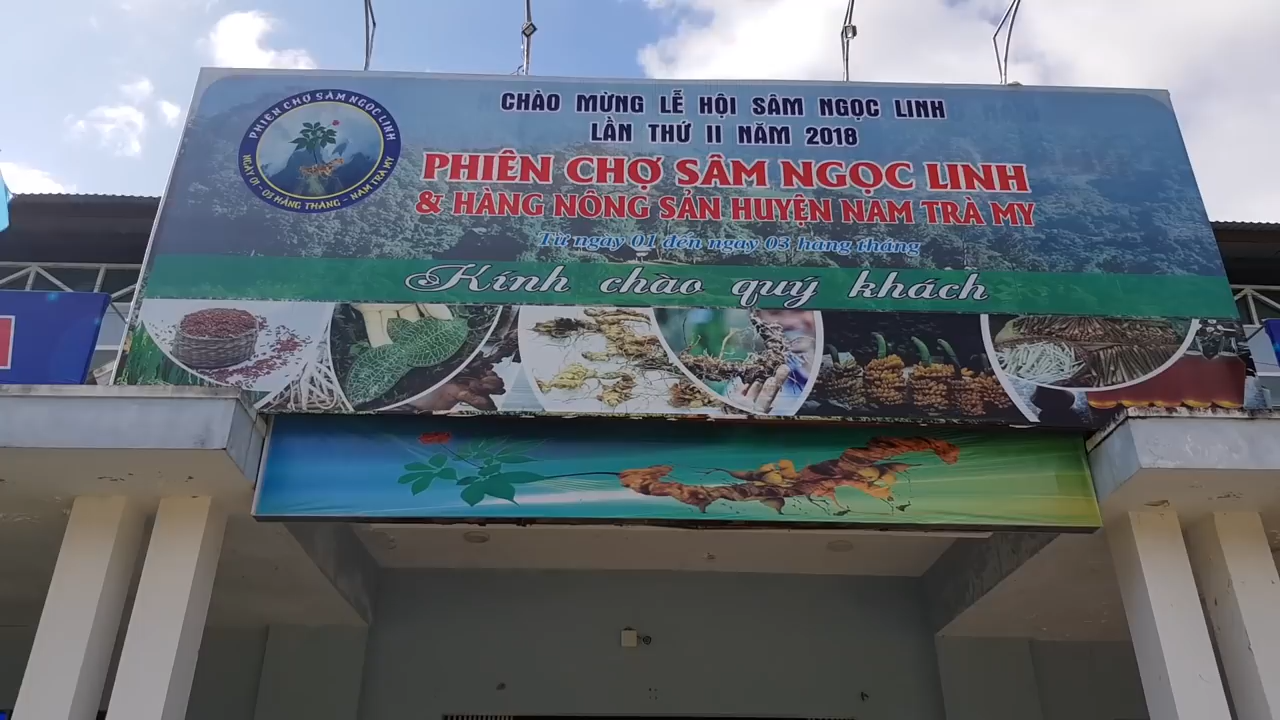 PHIÊN CHỢ SÂM NGỌC LINH
NGÀY 01 - 03 HÀNG THÁNG - NAM TRÀ MY
CHÀO MỪNG LỄ HỘI SÂM NGỌC LINH
LẦN THỨ II NĂM 2018
PHIÊN CHỢ SÂM NGỌC LINH
& HÀNG NÔNG SẢN HUYỆN NAM TRÀ MY
Từ ngày 01 đến ngày 03 hàng tháng
Kính chào quý khách